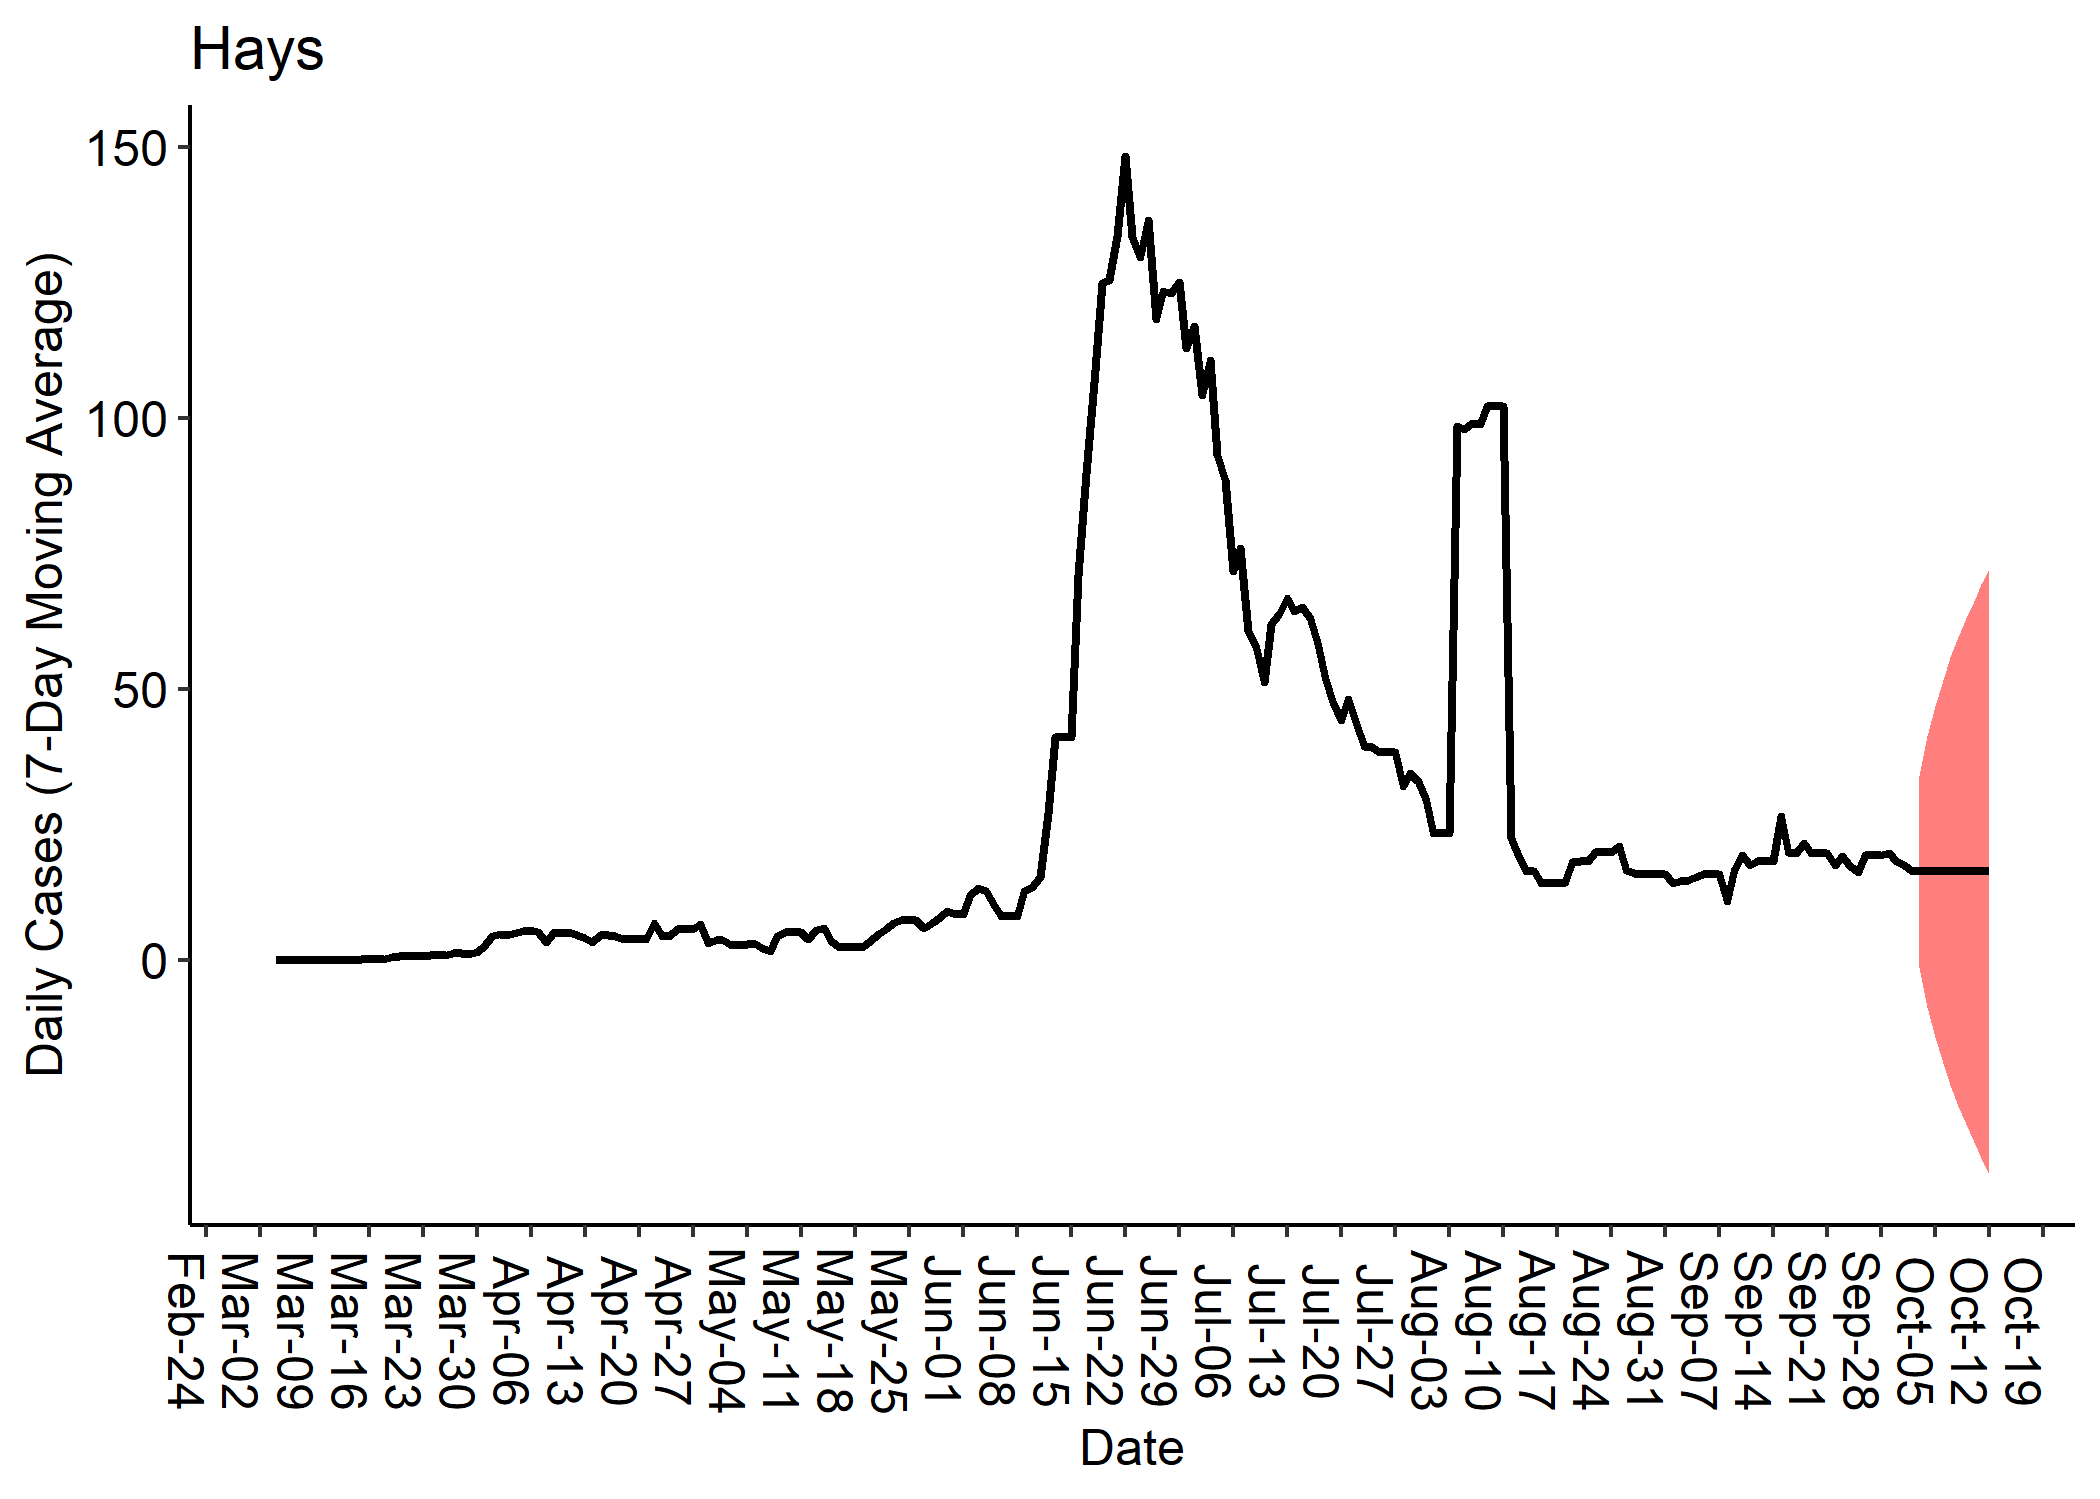 Hays
Daily Cases (7-Day Moving Average)
150
100
50
0
Feb-24
Mar-02
Mar-09
Mar-16
Mar-23
Mar-30
Apr-06
Apr-13
Apr-20
Apr-27
May-04
May-11
May-18
May-25
Jun-01
Jun-08
Jun-15
Jun-22
Jun-29
Jul-06
Jul-13
Jul-20
Jul-27
Aug-03
Aug-10
Aug-17
Aug-24
Aug-31
Sep-07
Sep-14
Sep-21
Sep-28
Oct-05
Oct-12
Oct-19
Date